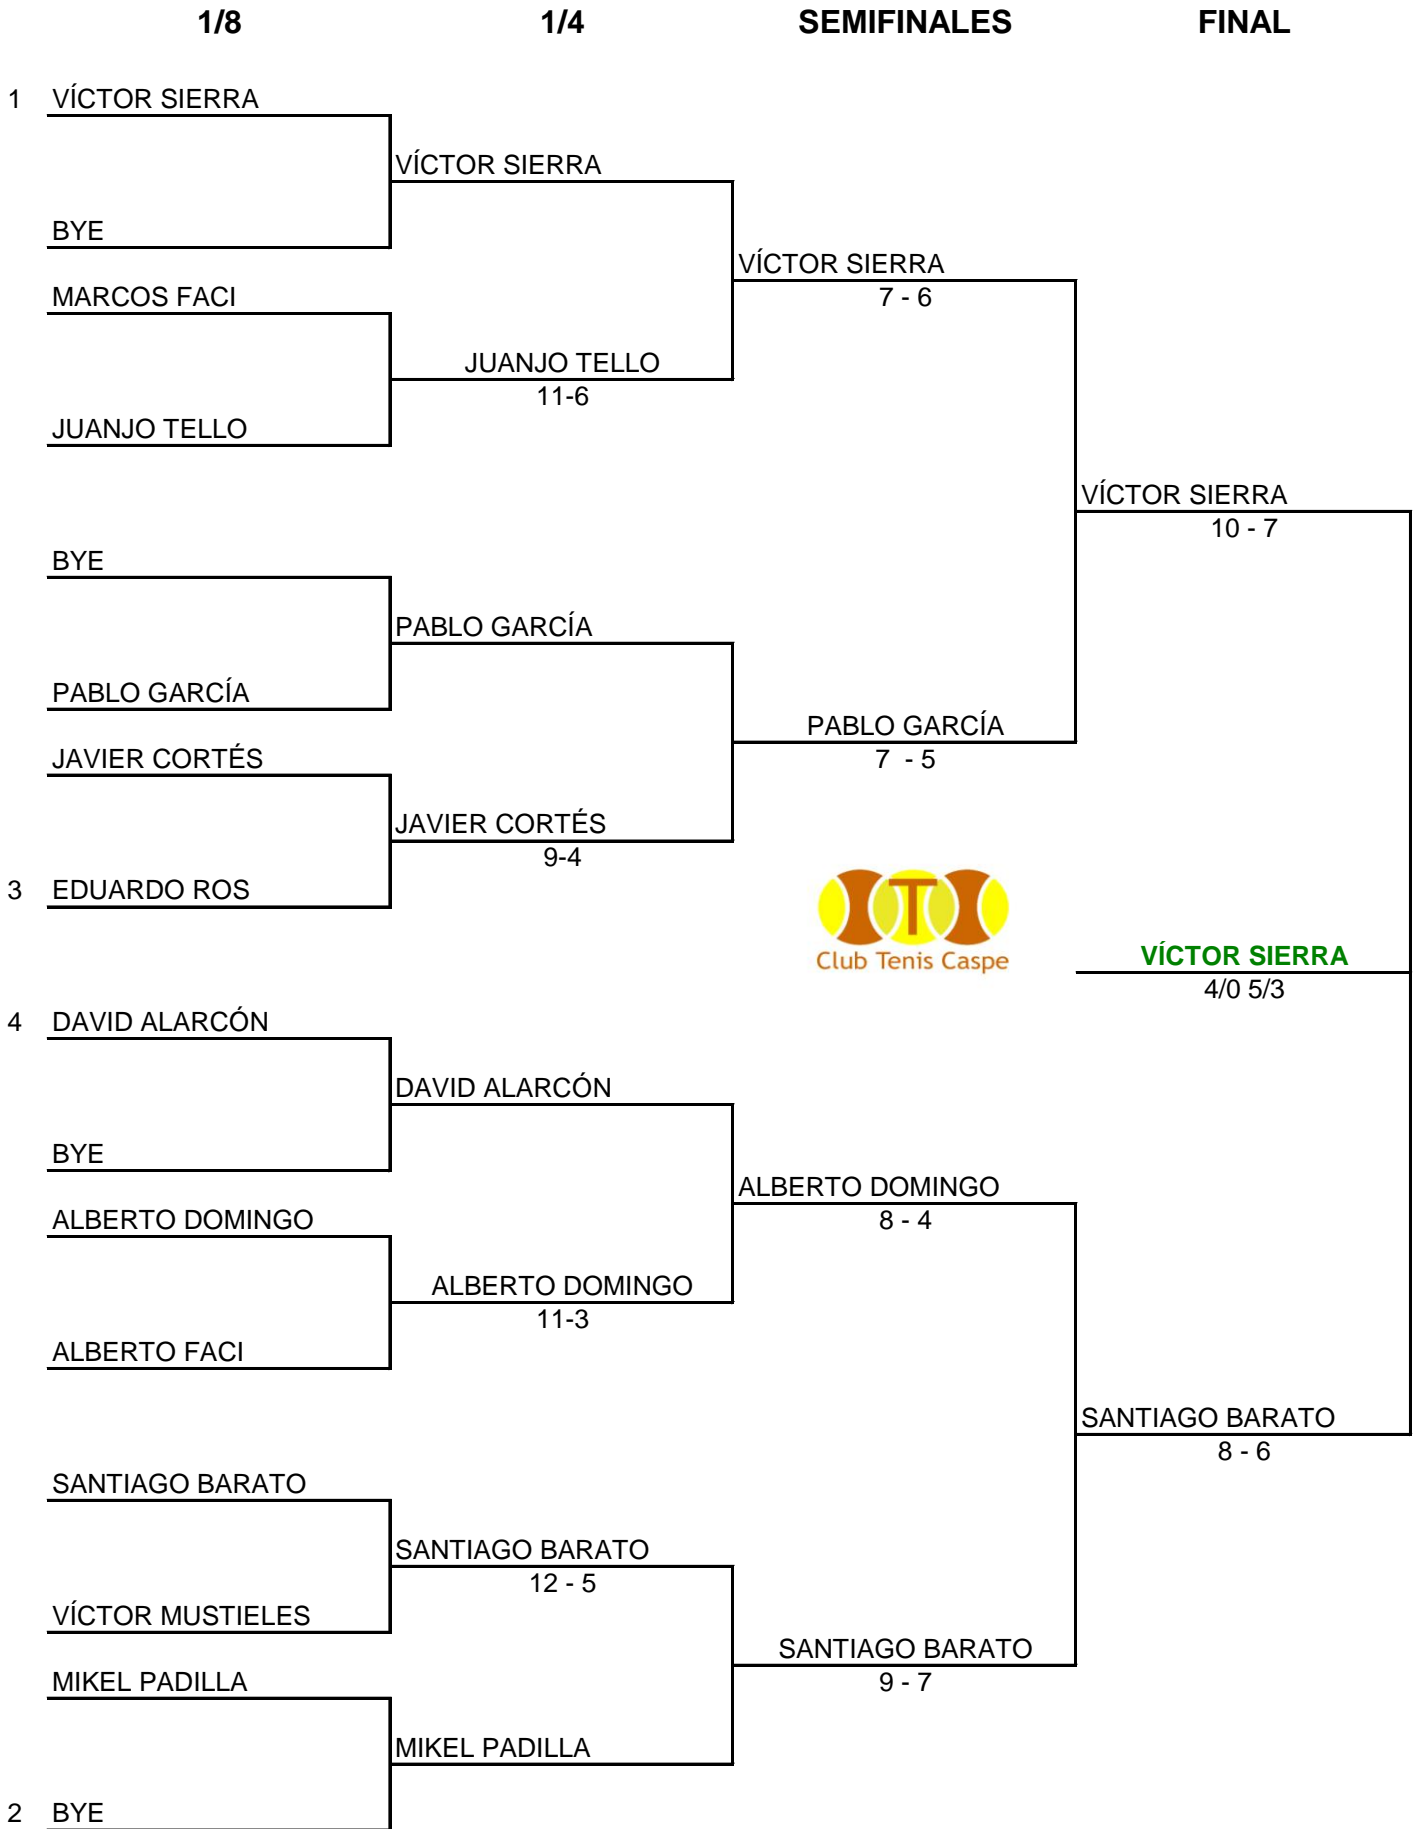 1/8 1/4 SEMIFINALES FINAL
1 VÍCTOR SIERRA
VÍCTOR SIERRA
BYE
VÍCTOR SIERRA
MARCOS FACI 7 - 6
JUANJO TELLO
11-6
JUANJO TELLO
VÍCTOR SIERRA
10 - 7
BYE
PABLO GARCÍA
PABLO GARCÍA
PABLO GARCÍA
JAVIER CORTÉS 7 - 5
JAVIER CORTÉS
9-4
3 EDUARDO ROS
T
Club Tenis Caspe
VÍCTOR SIERRA
4/0 5/3
4 DAVID ALARCÓN
DAVID ALARCÓN
BYE
ALBERTO DOMINGO
ALBERTO DOMINGO 8 - 4
ALBERTO DOMINGO
11-3
ALBERTO FACI
SANTIAGO BARATO
8 - 6
SANTIAGO BARATO
SANTIAGO BARATO
12 - 5
VÍCTOR MUSTIELES
SANTIAGO BARATO
MIKEL PADILLA 9 - 7
MIKEL PADILLA
2 BYE